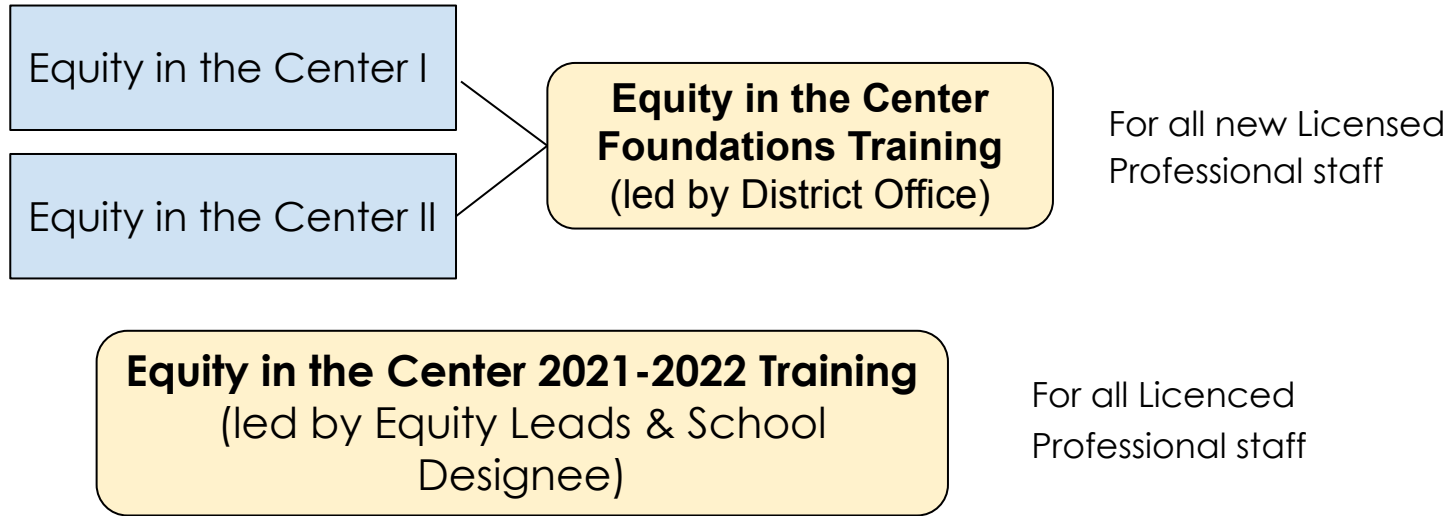 Equity in the Center I
Equity in the Center II
Equity in the Center
Foundations Training
(led by District Office)
For all new Licensed
Professional staff
Equity in the Center 2021-2022 Training
(led by Equity Leads & School
Designee)
For all Licenced
Professional staff